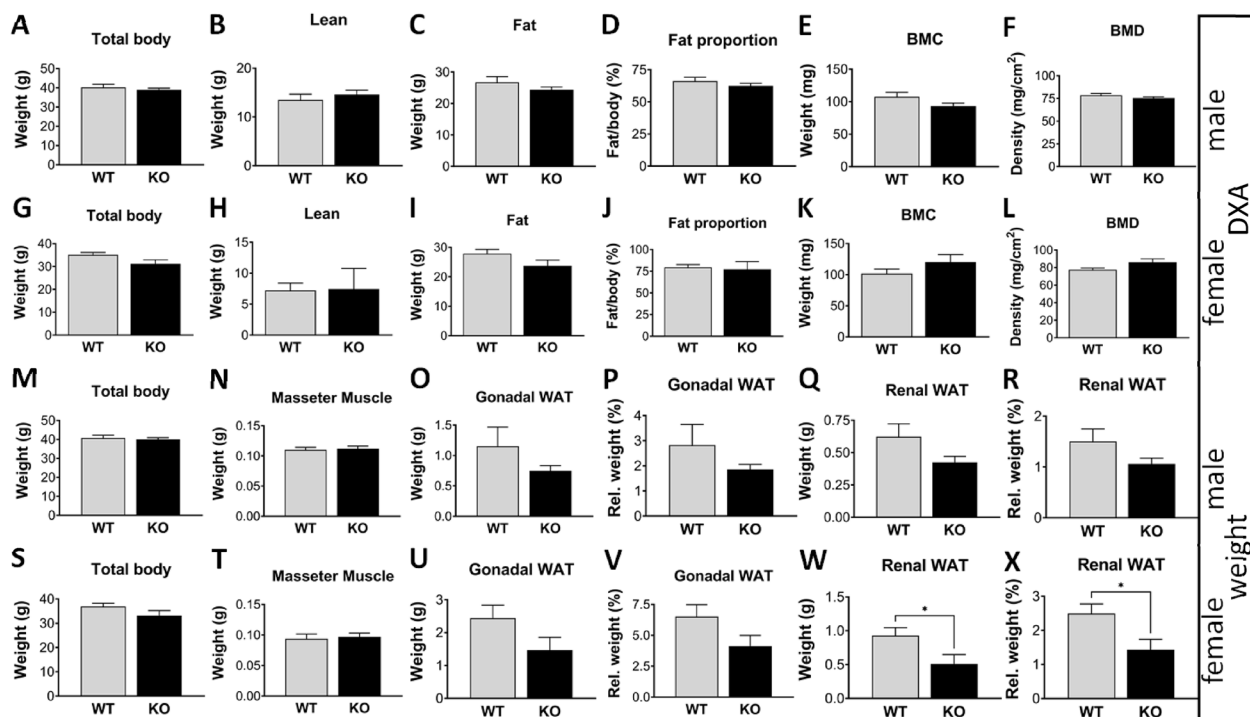 A Total body
Weight (g)
50
40
30
20
10
0
WT KO
B Lean
Weight (g)
15
10
5
0
WT KO
C Fat
Weight (g)
30
20
10
0
WT KO
D Fat proportion
Fat/body (%)
75
50
25
0
WT KO
E BMC
Weight (mg)
150
100
50
0
WT KO
F BMD
Density (mg/cm²)
100
75
50
25
0
WT KO
male
G Total body
Weight (g)
40
30
20
10
0
WT KO
H Lean
Weight (g)
15
10
5
0
WT KO
I Fat
Weight (g)
30
20
10
0
WT KO
J Fat proportion
Fat/body (%)
100
75
50
25
0
WT KO
K BMC
Weight (mg)
150
100
50
0
WT KO
L BMD
Density (mg/cm²)
100
80
60
40
20
0
WT KO
female
DXA
M Total body
Weight (g)
50
40
30
20
10
0
WT KO
N Masseter Muscle
Weight (g)
0.15
0.10
0.05
0.00
WT KO
O Gonadal WAT
Weight (g)
1.5
1.0
0.5
0.0
WT KO
P Gonadal WAT
Rel. weight (%)
4
3
2
1
0
WT KO
Q Renal WAT
Weight (g)
0.75
0.50
0.25
0.00
WT KO
R Renal WAT
Rel. weight (%)
2
1
0
WT KO
male
S Total body
Weight (g)
40
30
20
10
0
WT KO
T Masseter Muscle
Weight (g)
0.15
0.10
0.05
0.00
WT KO
U Gonadal WAT
Weight (g)
3
2
1
0
WT KO
V Gonadal WAT
Rel. weight (%)
7.5
5.0
2.5
0.0
WT KO
W Renal WAT
Weight (g)
1.5
1.0
0.5
0.0
*
WT KO
X Renal WAT
Rel. weight (%)
3
2
1
0
*
WT KO
female
weight